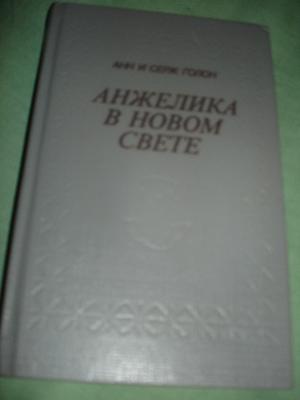 АНН И СЕРЖ ГОЛОН
АНЖЕЛИКА
В НОВОМ
СВЕТЕ